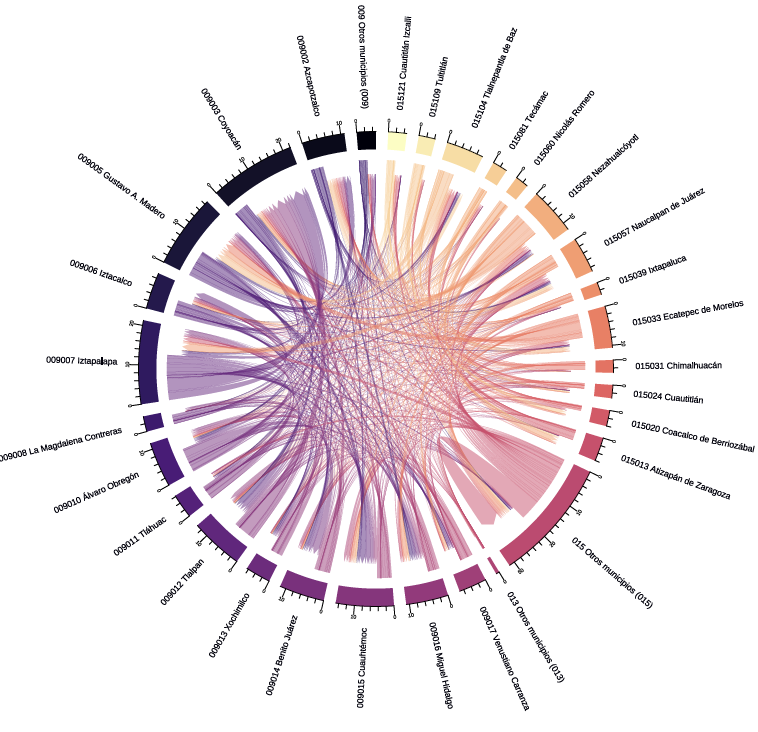 009 Otros municipios (009)
015121 Cuautitlán Izcalli
015109 Tultitlán
015104 Tlalnepantla de Baz
015081 Tecámac
015060 Nicolás Romero
015058 Nezahualcóyotl
015057 Naucalpan de Juárez
015039 Ixtapaluca
015033 Ecatepec de Morelos
015031 Chimalhuacán
015024 Cuautitlán
015020 Coacalco de Berriozábal
015013 Atizapán de Zaragoza
015 Otros municipios (015)
013 Otros municipios (013)
009017 Venustiano Carranza
009016 Miguel Hidalgo
009015 Cuauhtémoc
009014 Benito Juárez
009013 Xochimilco
009012 Tlalpan
009011 Tláhuac
009010 Álvaro Obregón
009008 La Magdalena Contreras
009007 Iztapalapa
009006 Iztacalco
009005 Gustavo A. Madero
009003 Coyoacán
009002 Azcapotzalco